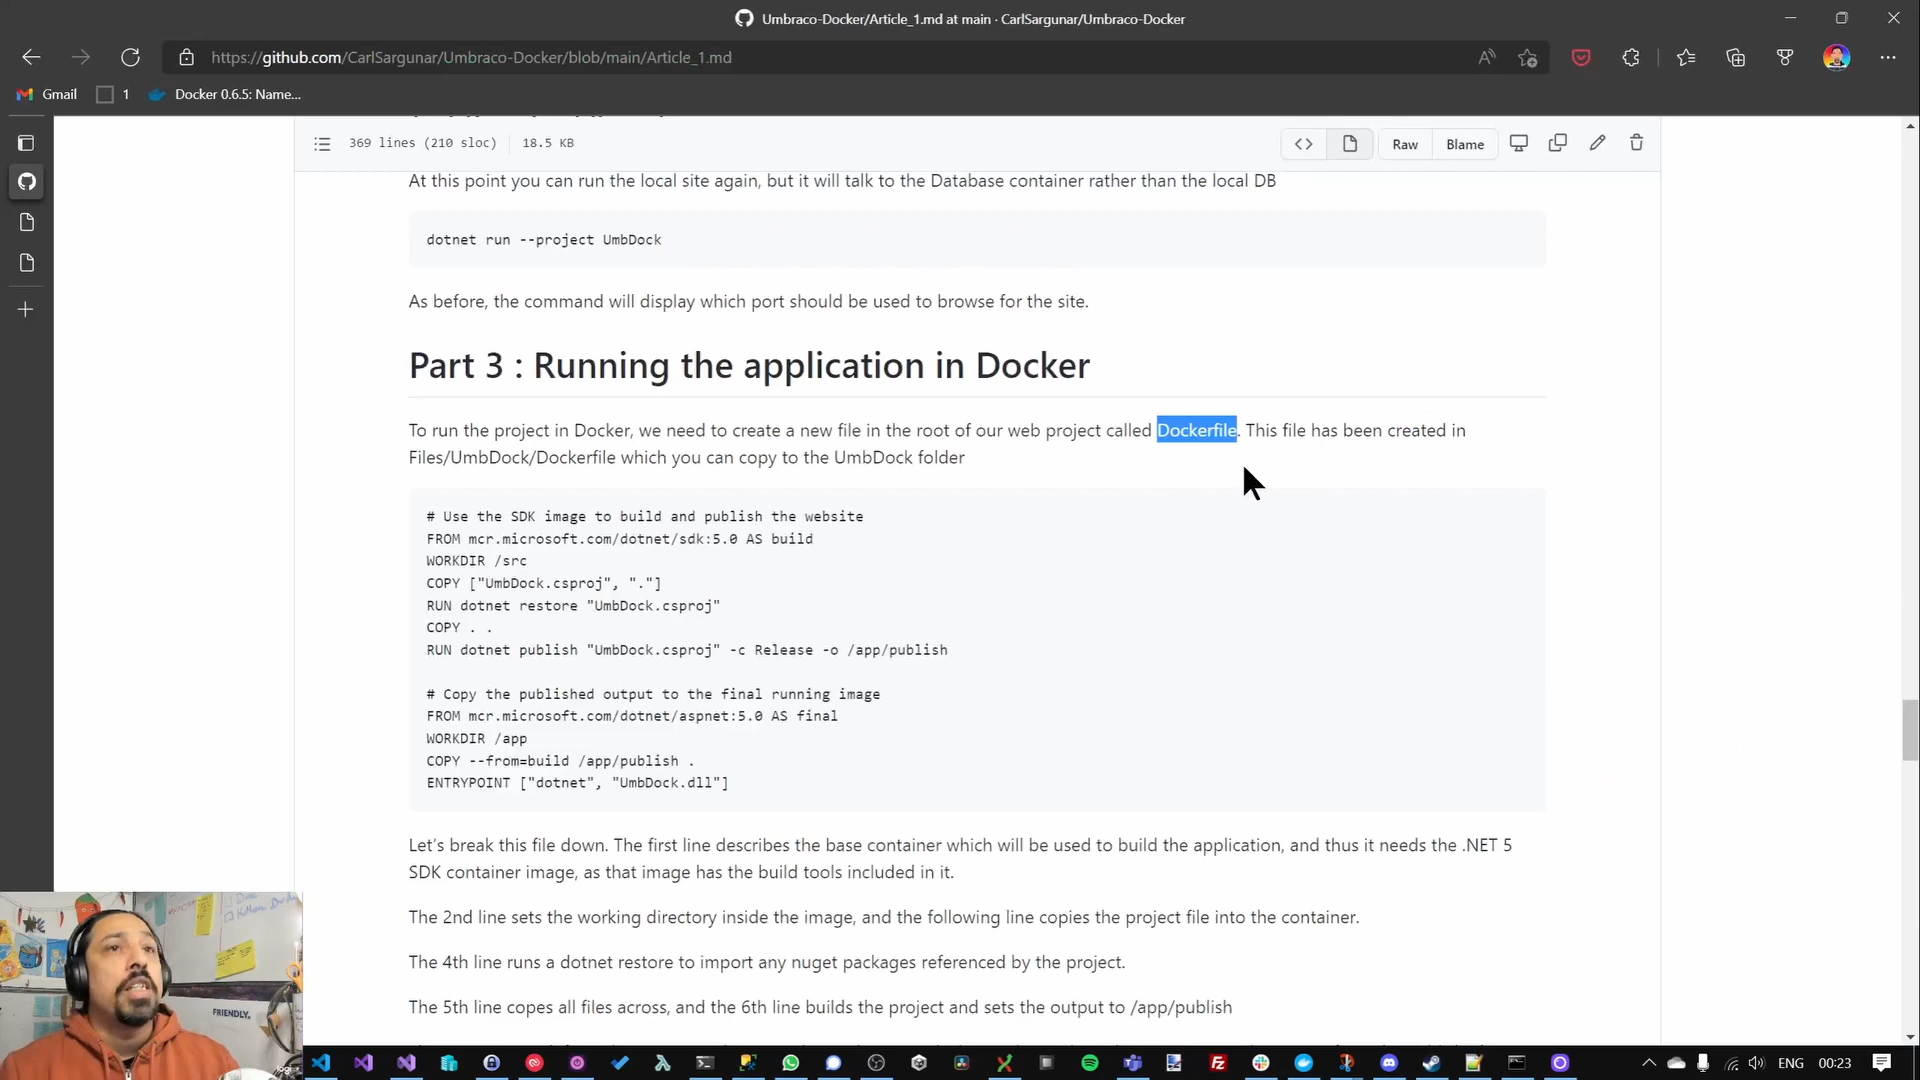 Umbraco-Docker/Article_1.md at main · CarlSargunar/Umbraco-Docker
https://github.com/CarlSargunar/Umbraco-Docker/blob/main/Article_1.md
Gmail
1
Docker 0.6.5: Name...
369 lines (210 sloc)
18.5 KB
Raw
Blame
At this point you can run the local site again, but it will talk to the Database container rather than the local DB
dotnet run --project UmbDock
As before, the command will display which port should be used to browse for the site.
Part 3 : Running the application in Docker
To run the project in Docker, we need to create a new file in the root of our web project called Dockerfile. This file has been created in
Files/UmbDock/Dockerfile which you can copy to the UmbDock folder
# Use the SDK image to build and publish the website
FROM mcr.microsoft.com/dotnet/sdk:5.0 AS build
WORKDIR /src
COPY ["UmbDock.csproj", "."]
RUN dotnet restore "UmbDock.csproj"
COPY . .
RUN dotnet publish "UmbDock.csproj" -c Release -o /app/publish
# Copy the published output to the final running image
FROM mcr.microsoft.com/dotnet/aspnet:5.0 AS final
WORKDIR /app
COPY --from=build /app/publish .
ENTRYPOINT ["dotnet", "UmbDock.dll"]
Let's break this file down. The first line describes the base container which will be used to build the application, and thus it needs the .NET 5
SDK container image, as that image has the build tools included in it.
The 2nd line sets the working directory inside the image, and the following line copies the project file into the container.
The 4th line runs a dotnet restore to import any nuget packages referenced by the project.
The 5th line copes all files across, and the 6th line builds the project and sets the output to /app/publish
FRIENDLY.
logi
ENG
00:23